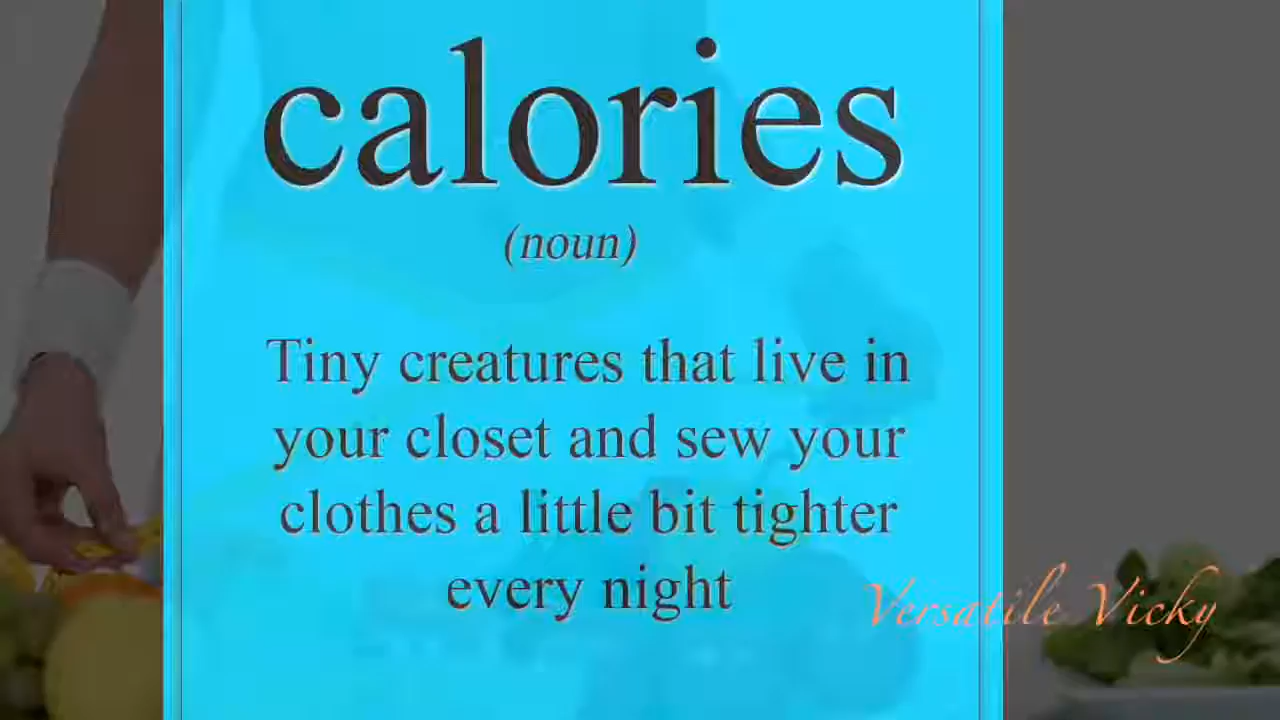 calories
(noun)
Tiny creatures that live in
your closet and sew your
clothes a little bit tighter
every night
Versatile Vicky